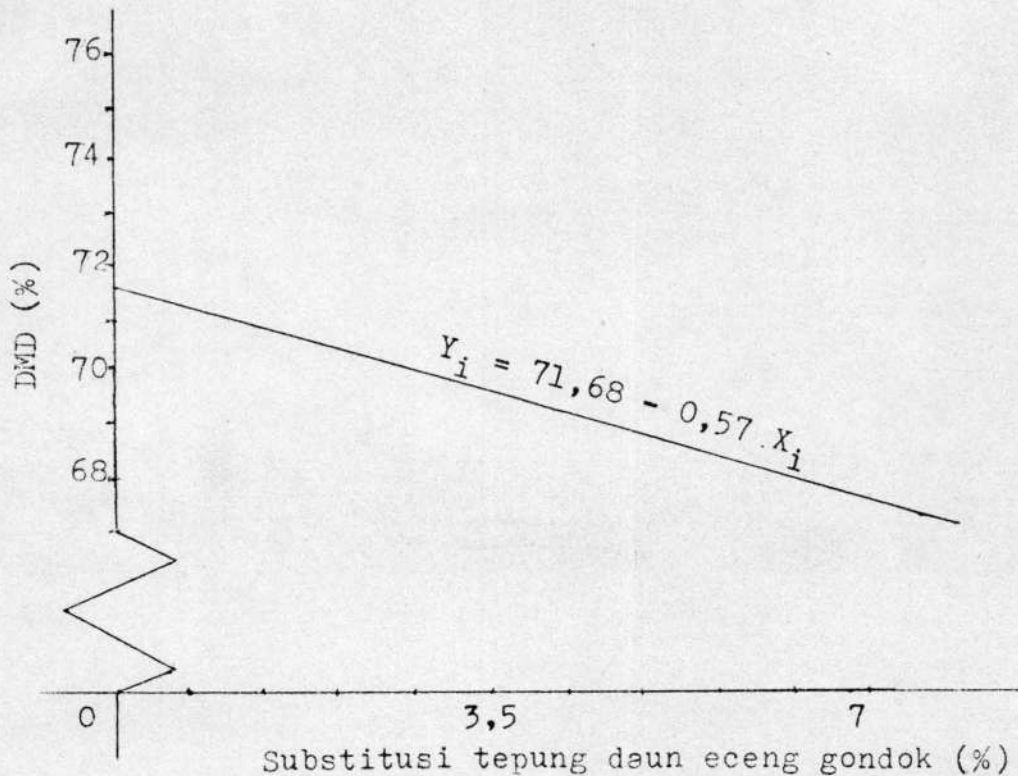 76
74
72
70
68
DMD (%)
Y_i = 71,68 - 0,57 X_i
0
3,5
7
Substitusi tepung daun eceng gondok (%)